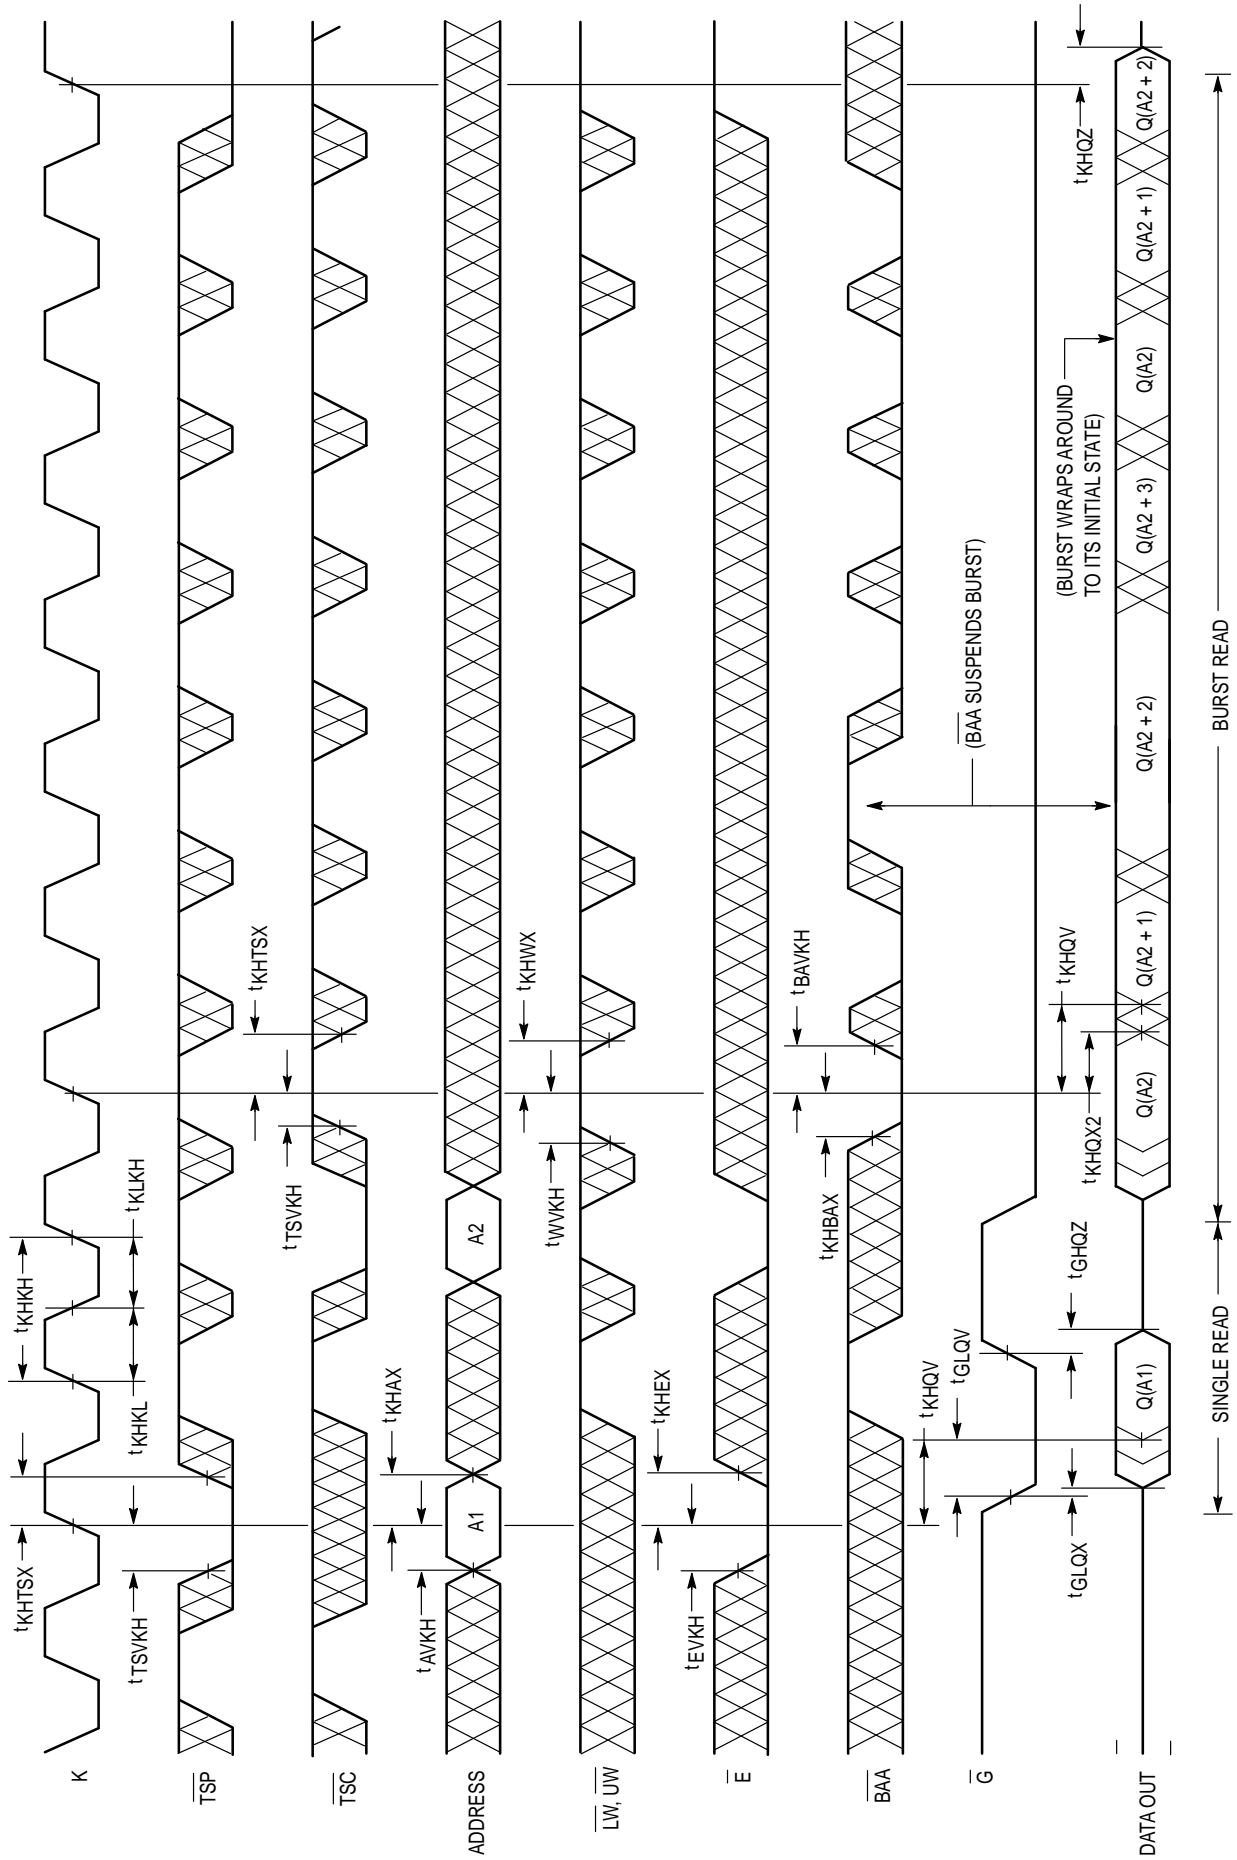 K
TSP
TSC
ADDRESS
LW, UW
E
BAA
G
DATA OUT
tKHTSX
tKHKH
tKHKL
tKLKH
tTSVKH
tTSVKH
tKHTSX
tAVKH
tKHAX
A1
A2
tWVKH
tKHWX
tEVKH
tKHEX
tKHBAX
tBAVKH
(BAA SUSPENDS BURST)
tKHQV
tGLQV
tGLQX
tGHQZ
tKHQX2
tKHQV
(BURST WRAPS AROUND
TO ITS INITIAL STATE)
tKHQZ
Q(A1)
Q(A2)
Q(A2 + 1)
Q(A2 + 2)
Q(A2 + 3)
Q(A2)
Q(A2 + 1)
Q(A2 + 2)
SINGLE READ
BURST READ